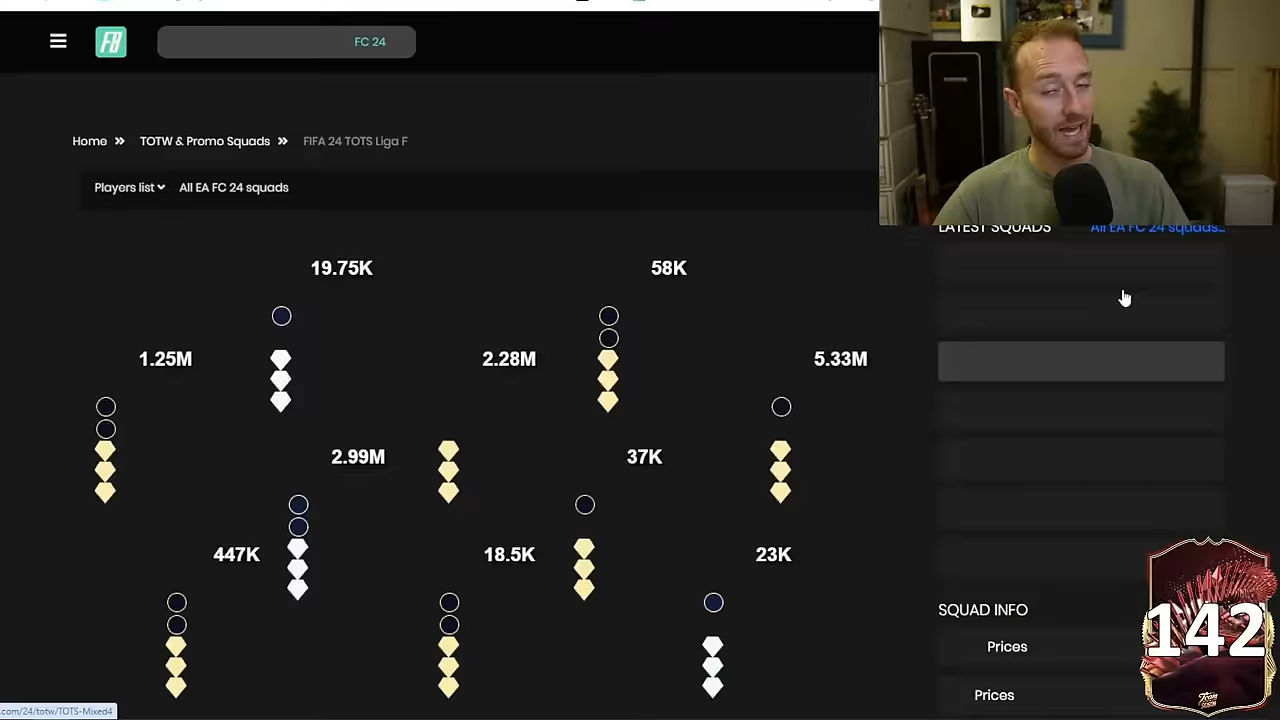 FB
FC 24
Home » TOTW & Promo Squads » FIFA 24 TOTS Liga F
Players list All EA FC 24 squads
LATEST SQUADS All EA FC 24 squads...
19.75K 58K
1.25M 2.28M 5.33M
2.99M 37K
447K 18.5K 23K
SQUAD INFO
Prices
Prices
142
Team
.com/24/totw/TOTS-Mixed4